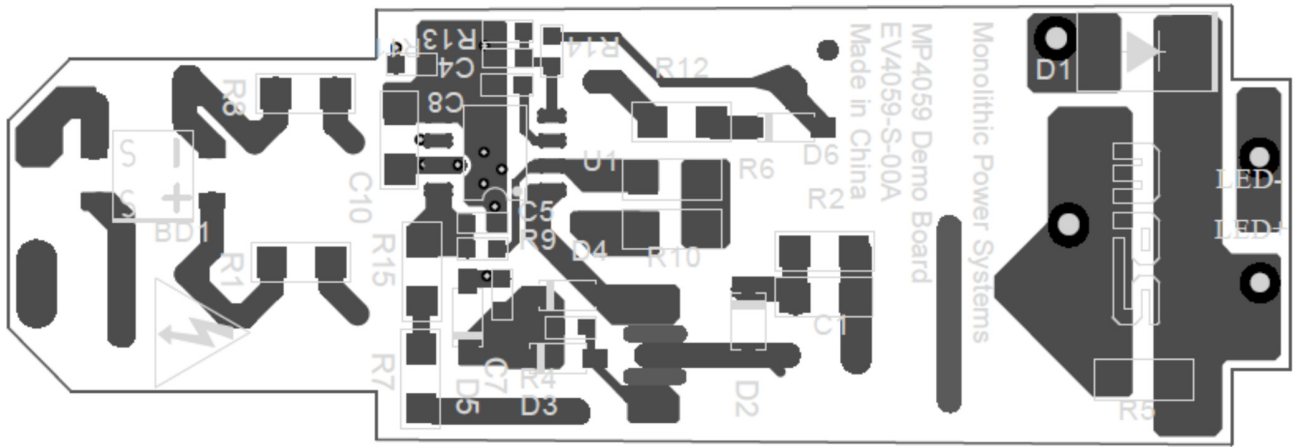 R8
BD1
S
S
R1
R11
R13
C4
C8
R14
C10
R15
R7
D5
C7
U1
C5
R9
D4
R4
D3
R12
R6
D6
R2
R10
C1
D2
MP4059 Demo Board
EV4059-S-00A
Made in China
Monolithic Power Systems
D1
LED-
LED+
R5